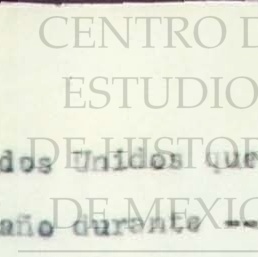 CENTRO D
ESTUDIO
dos Unidos que
DE HISTOR
DE MEXIC
año durante --